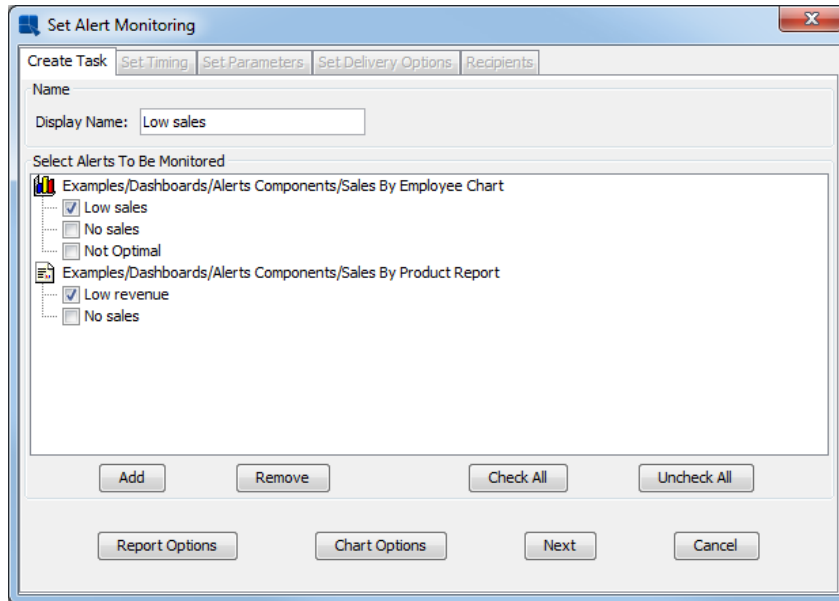 Set Alert Monitoring
Create Task Set Timing Set Parameters Set Delivery Options Recipients
Name
Display Name: Low sales
Select Alerts To Be Monitored
Examples/Dashboards/Alerts Components/Sales By Employee Chart
Low sales
No sales
Not Optimal
Examples/Dashboards/Alerts Components/Sales By Product Report
Low revenue
No sales
Add Remove Check All Uncheck All
Report Options Chart Options Next Cancel